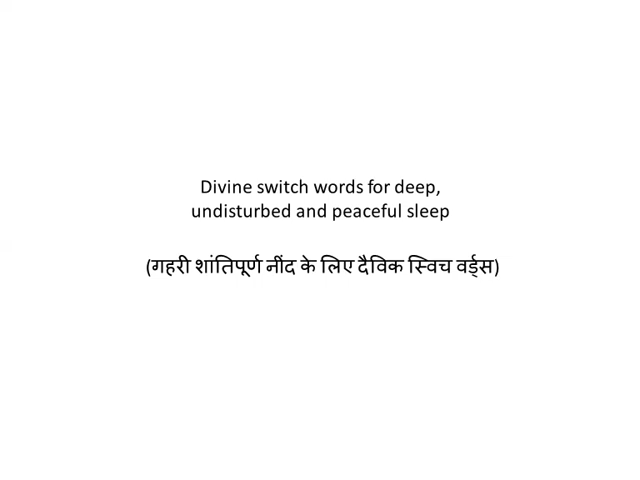 Divine switch words for deep,
undisturbed and peaceful sleep
(गहरी शांतिपूर्ण नींद के लिए दैविक स्विच वर्ड्स)